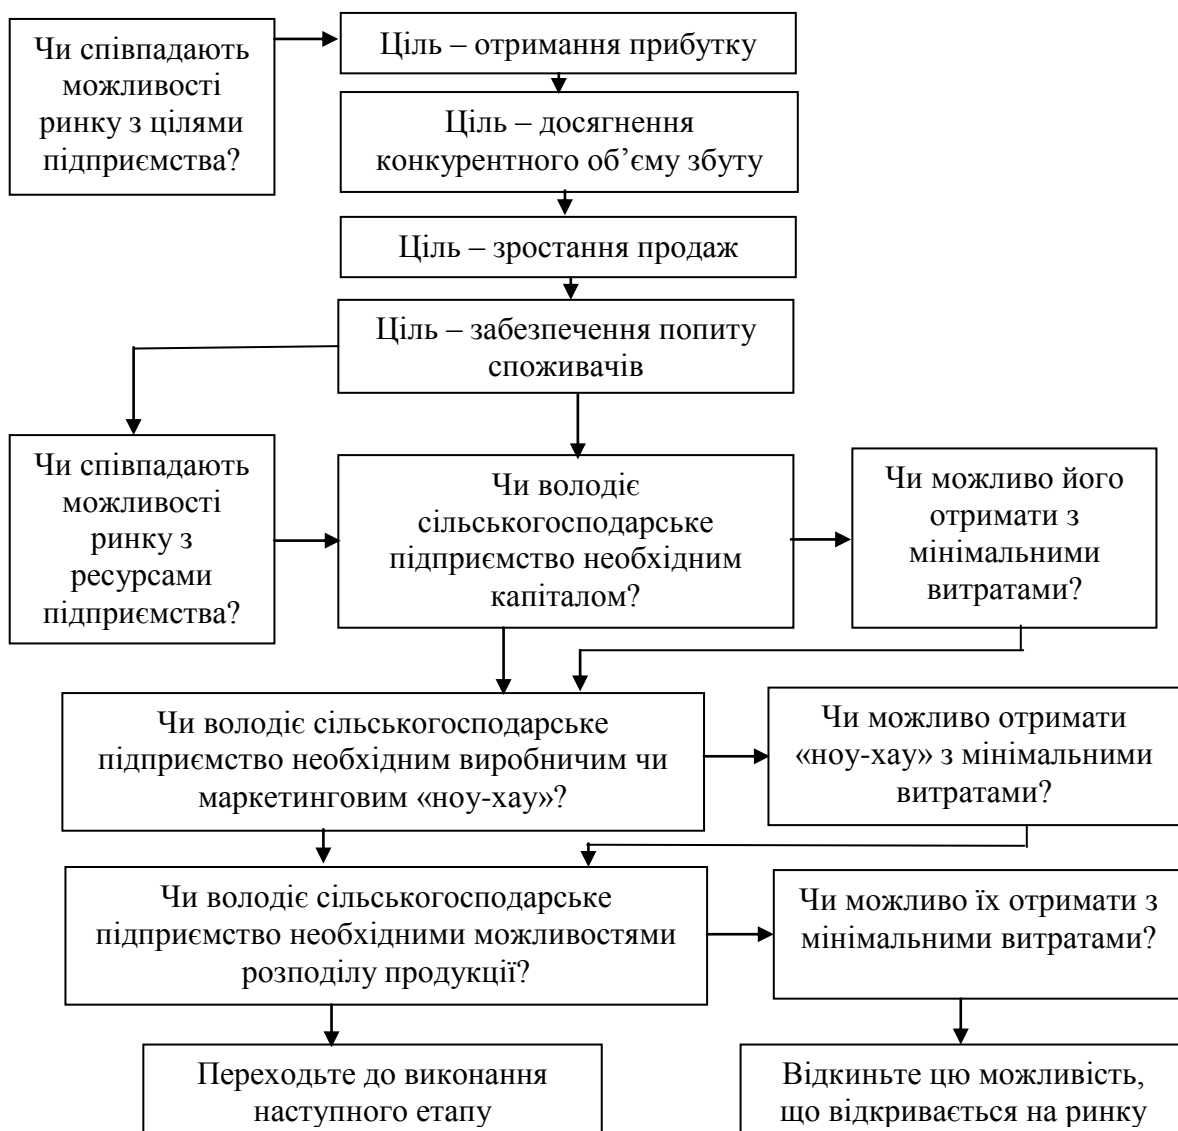 Чи співпадають
можливості
ринку з цілями
підприємства?
Ціль – отримання прибутку
Ціль – досягнення
конкурентного об’єму збуту
Ціль – зростання продаж
Ціль – забезпечення попиту
споживачів
Чи співпадають
можливості
ринку з
ресурсами
підприємства?
Чи володіє
сільськогосподарське
підприємство необхідним
капіталом?
Чи можливо його
отримати з
мінімальними
витратами?
Чи володіє сільськогосподарське
підприємство необхідним виробничим чи
маркетинговим «ноу-хау»?
Чи можливо отримати
«ноу-хау» з мінімальними
витратами?
Чи володіє сільськогосподарське
підприємство необхідними можливостями
розподілу продукції?
Чи можливо їх отримати з
мінімальними витратами?
Переходьте до виконання
наступного етапу
Відкиньте цю можливість,
що відкривається на ринку